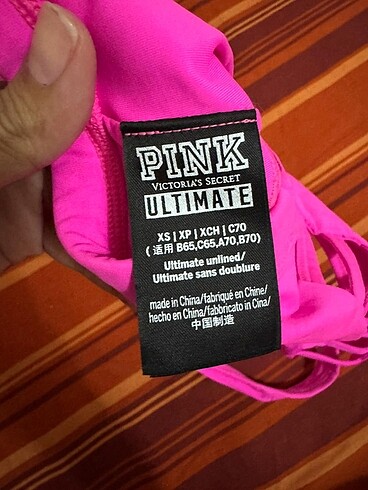 PINK
VICTORIA'S SECRET
ULTIMATE
XS | XP | XCH | C70
( 适用 B65,C65,A70,B70)
Ultimate unlined/
Ultimate sans doublure
made in China/fabriqué en Chine/
hecho en China/fabbricato in Cina/
中国制造